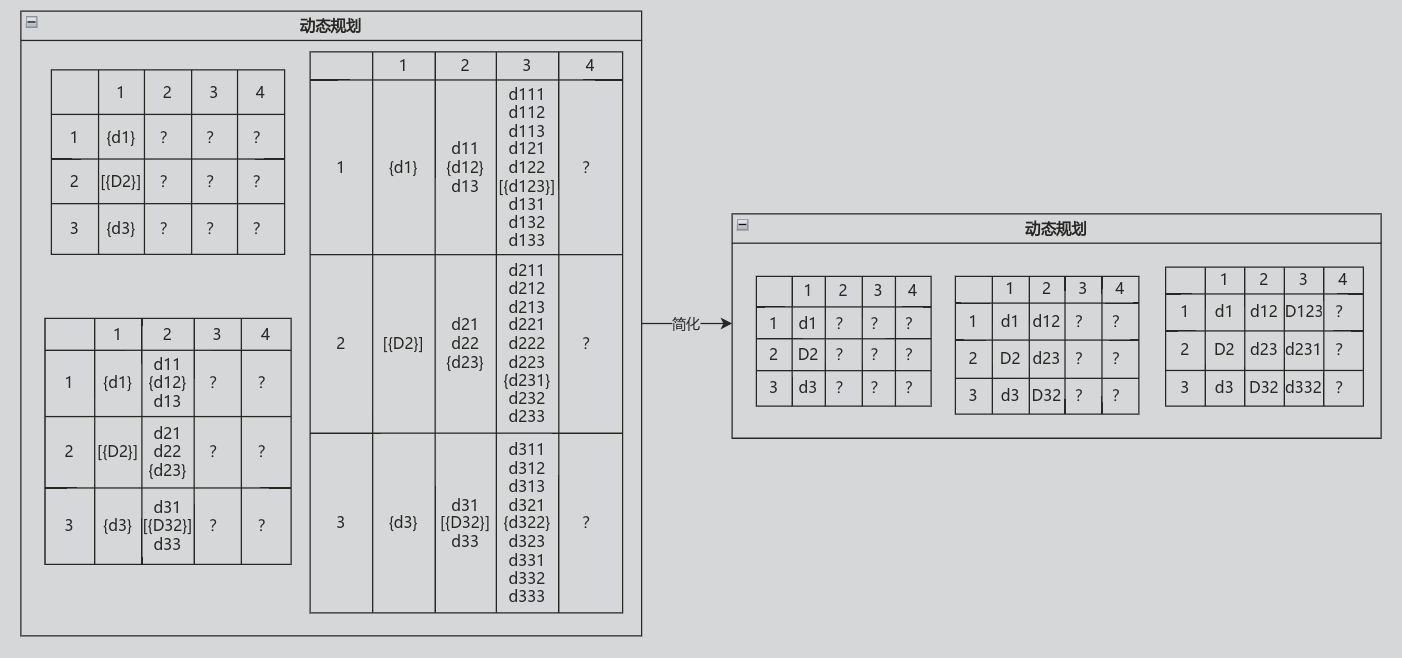 动态规划
1 2 3 4
1 {d1} ? ? ?
2 [{D2}] ? ? ?
3 {d3} ? ? ?
1 2 3 4
d11
1 {d1} {d12} ? ?
d13
d21
2 [{D2}] d22 ? ?
{d23}
d31
3 {d3} [{D32}] ? ?
d33
1 2 3 4
d111
d112
d113
d11 d121
1 {d1} {d12} d122 ?
d13 [{d123}]
d131
d132
d133
d211
d212
d213
d21 d221
2 [{D2}] d22 d222 ?
{d23} d223
{d231}
d232
d233
d311
d312
d313
d31 d321
3 {d3} [{D32}] {d322} ?
d33 d323
d331
d332
d333
简化
动态规划
1 2 3 4
1 d1 ? ? ?
2 D2 ? ? ?
3 d3 ? ? ?
1 2 3 4
1 d1 d12 ? ?
2 D2 d23 ? ?
3 d3 D32 ? ?
1 2 3 4
1 d1 d12 D123 ?
2 D2 d23 d231 ?
3 d3 D32 d332 ?